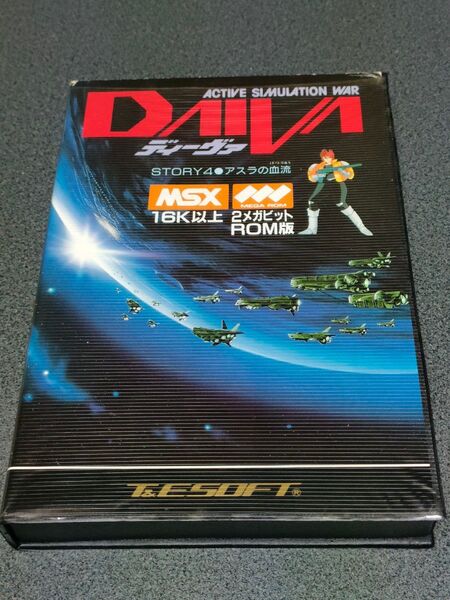 ACTIVE SIMULATION WAR
DAIVA
ディーヴァ
STORY4●アスラの血流
MSX
MEGA ROM
16K以上 2メガビット
ROM版
T&ESOFT®